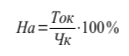 На = Ток / Чк · 100%